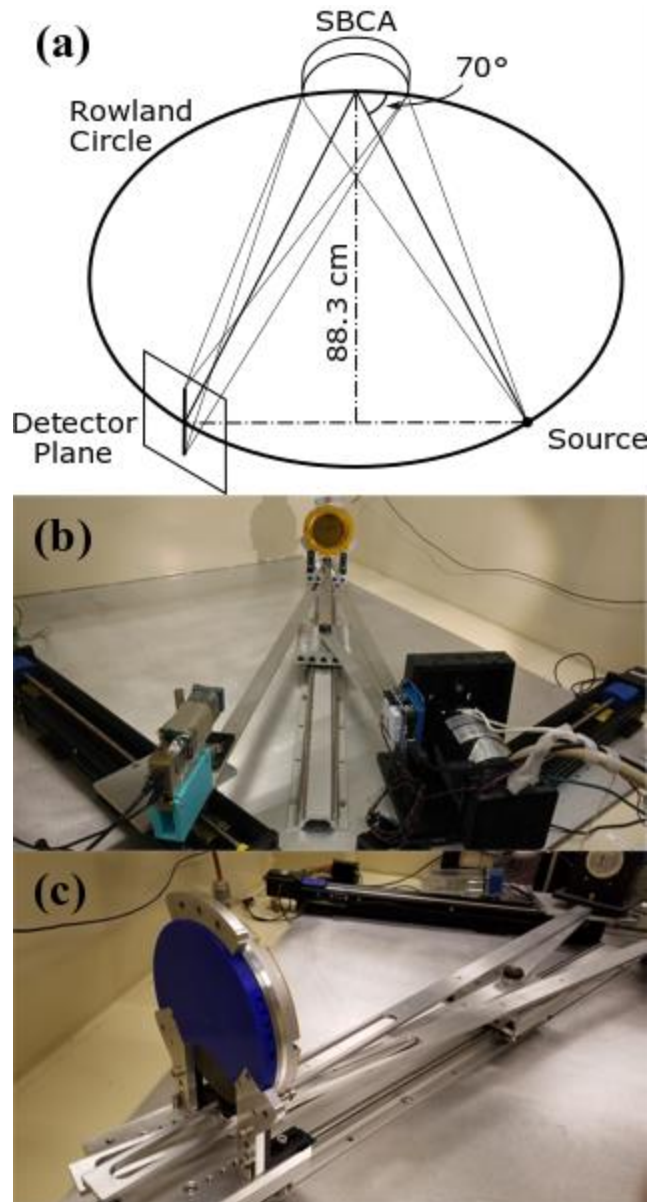 (a)
SBCA
70°
Rowland
Circle
88.3 cm
Detector
Plane
Source
(b)
(c)